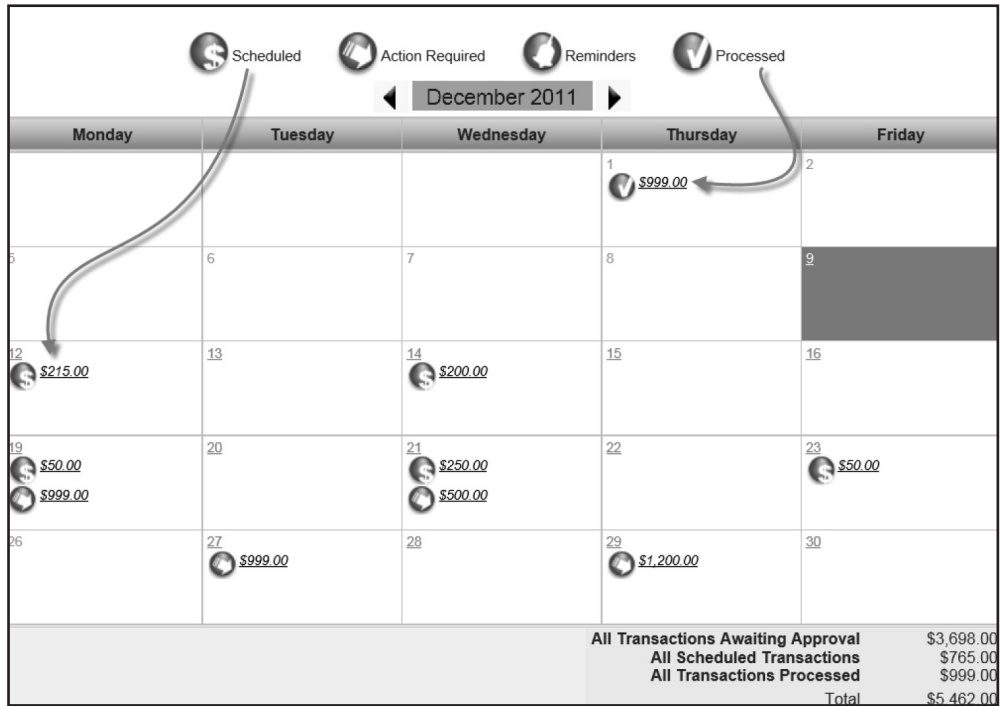 Scheduled Action Required Reminders Processed
December 2011
Monday Tuesday Wednesday Thursday Friday
1 2
$999.00
5 6 7 8 9
12 13 14 15 16
$215.00 $200.00
19 20 21 22 23
$50.00 $250.00 $50.00
$999.00 $500.00
26 27 28 29 30
$999.00 $1,200.00
All Transactions Awaiting Approval $3,698.00
All Scheduled Transactions $765.00
All Transactions Processed $999.00
Total $5,462.00